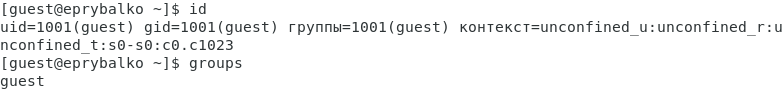 [guest@eprybalko ~]$ id
uid=1001(guest) gid=1001(guest) группы=1001(guest) контекст=unconfined_u:unconfined_r:u
nconfined_t:s0-s0:c0.c1023
[guest@eprybalko ~]$ groups
guest